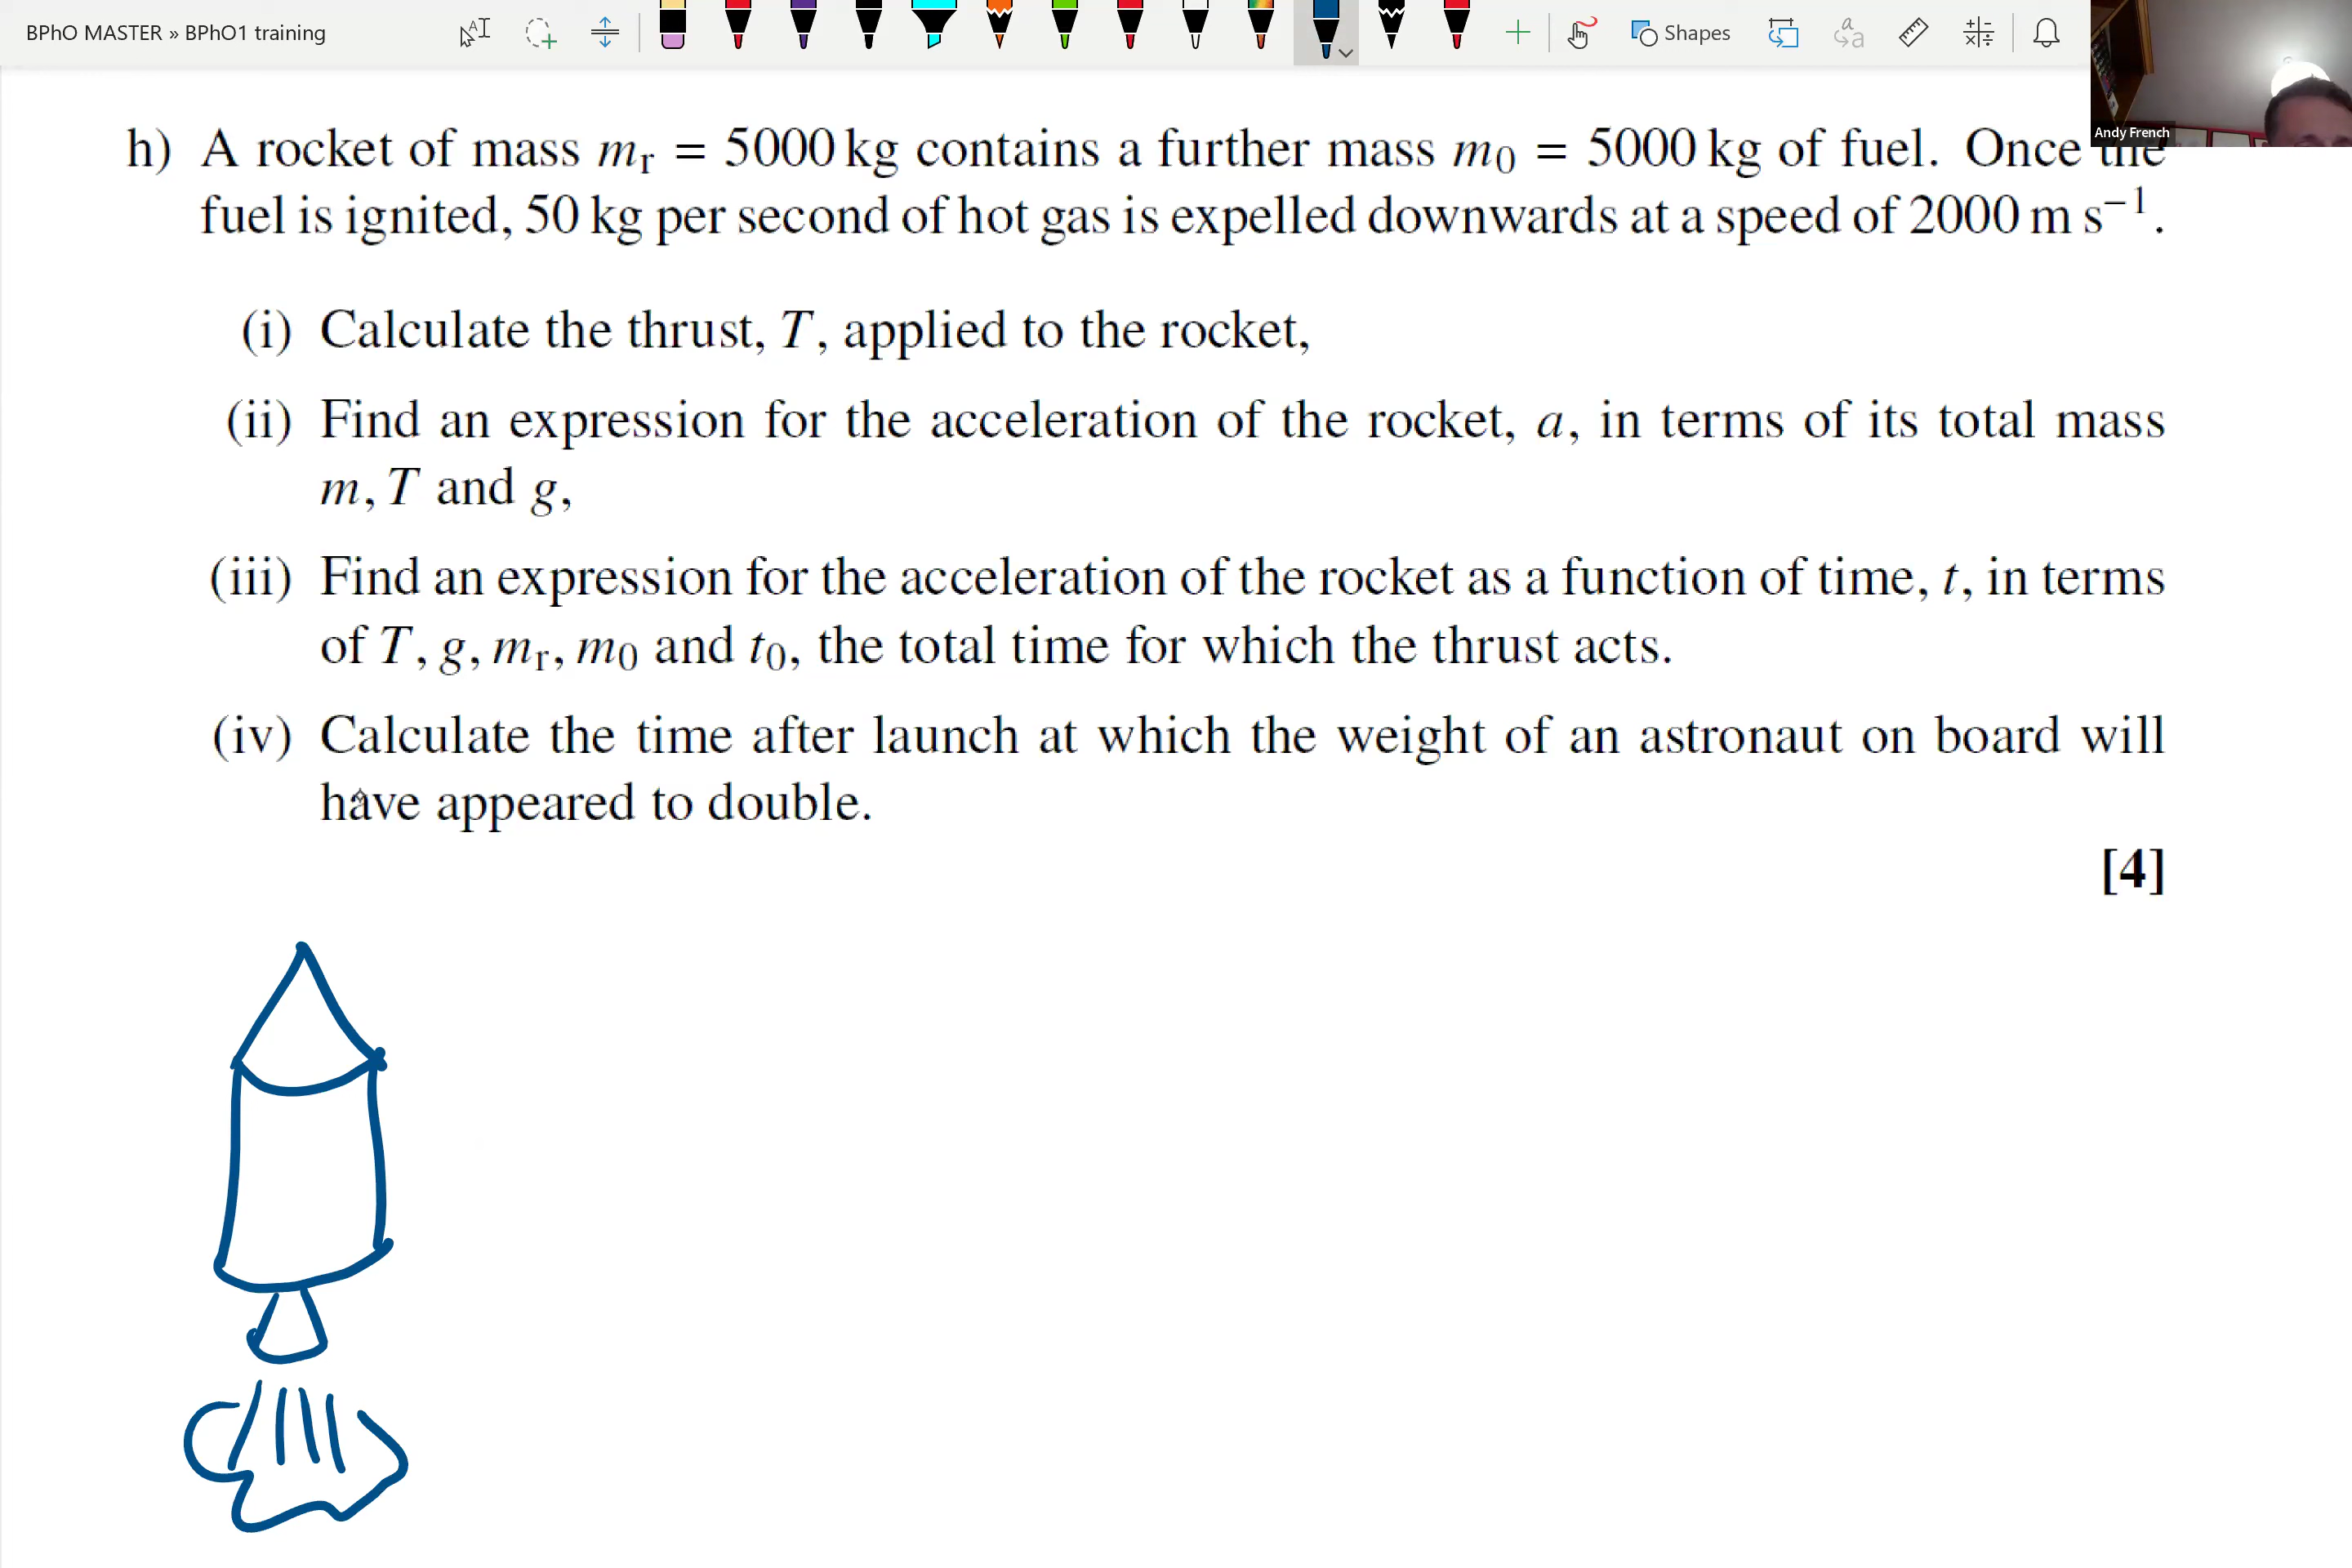 BPhO MASTER » BPhO1 training
Shapes
Andy French
h) A rocket of mass m_r = 5000 kg contains a further mass m_0 = 5000 kg of fuel. Once the
fuel is ignited, 50 kg per second of hot gas is expelled downwards at a speed of 2000 m s⁻¹.
(i) Calculate the thrust, T, applied to the rocket,
(ii) Find an expression for the acceleration of the rocket, a, in terms of its total mass
m, T and g,
(iii) Find an expression for the acceleration of the rocket as a function of time, t, in terms
of T, g, m_r, m_0 and t_0, the total time for which the thrust acts.
(iv) Calculate the time after launch at which the weight of an astronaut on board will
have appeared to double.
[4]